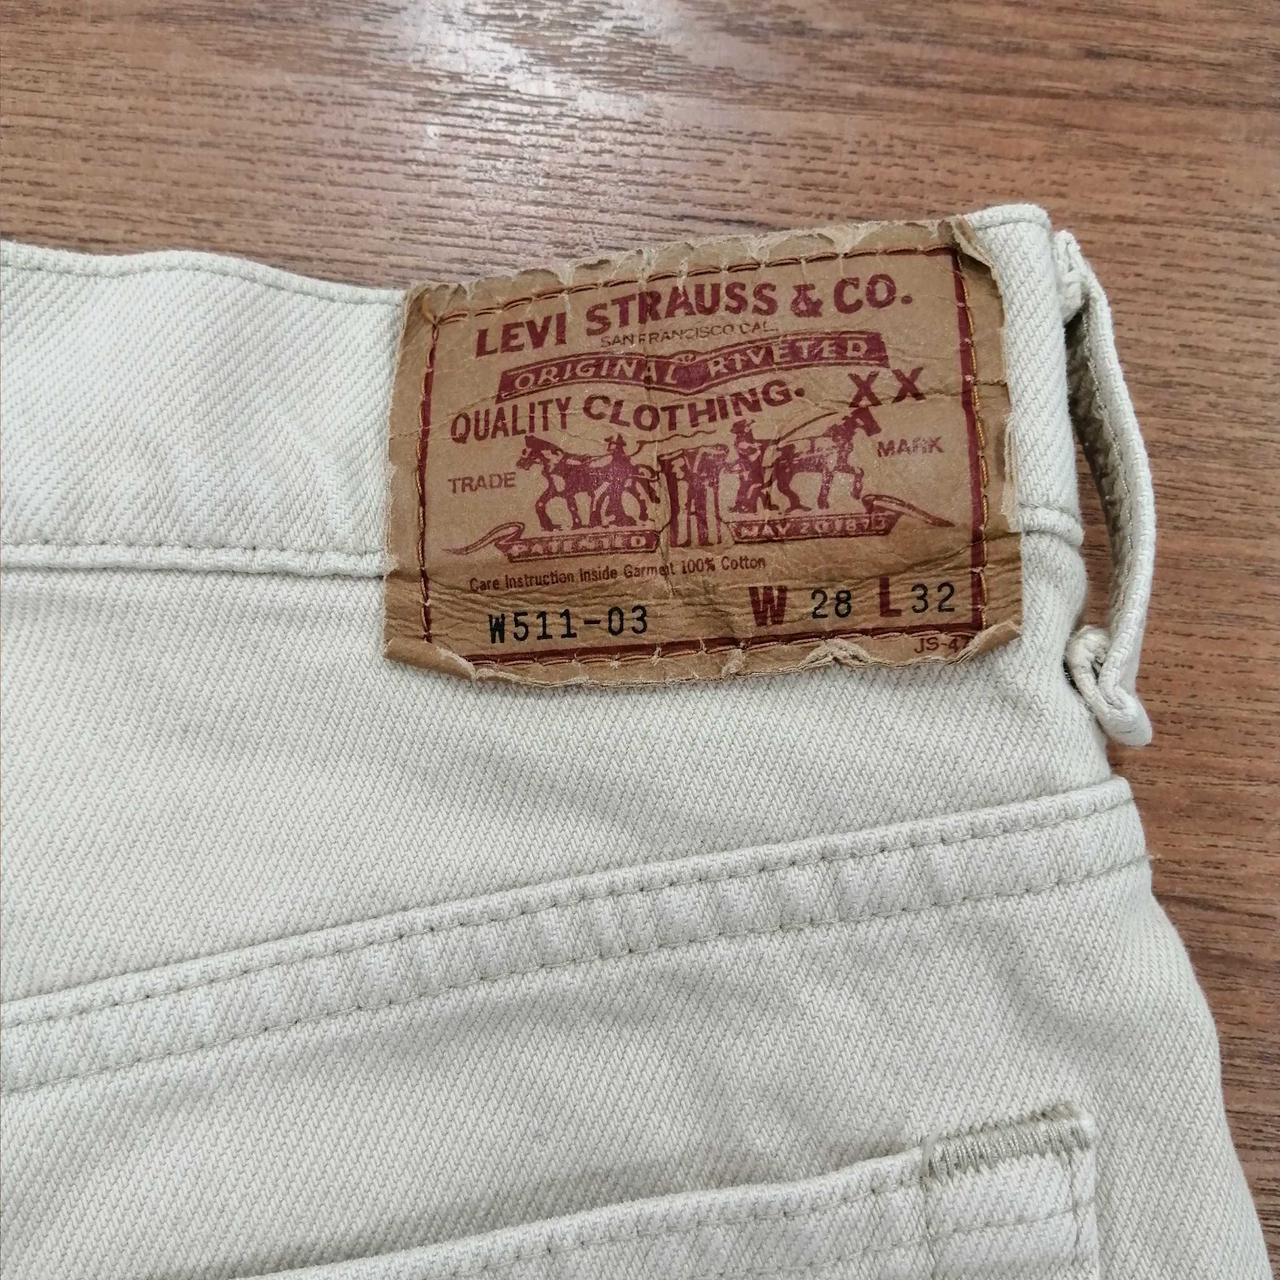 LEVI STRAUSS & CO.
SAN FRANCISCO CAL.
ORIGINAL RIVETED
QUALITY CLOTHING. XX
TRADE MARK
PATENTED MAY 20 1873
Care Instruction Inside Garment 100% Cotton
W511-03 W 28 L 32